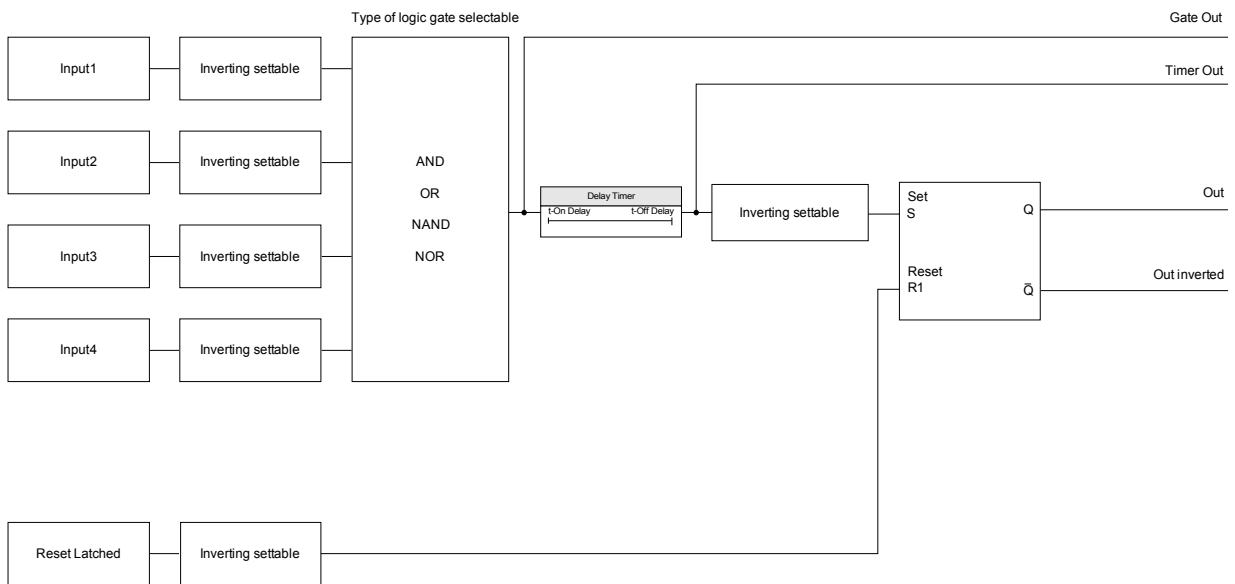 Type of logic gate selectable
Gate Out
Input1
Inverting settable
Timer Out
Input2
Inverting settable
AND
OR
NAND
NOR
Delay Timer
t-On Delay
t-Off Delay
Inverting settable
Set
S
Q
Out
Input3
Inverting settable
Reset
R1
Q̅
Out inverted
Input4
Inverting settable
Reset Latched
Inverting settable